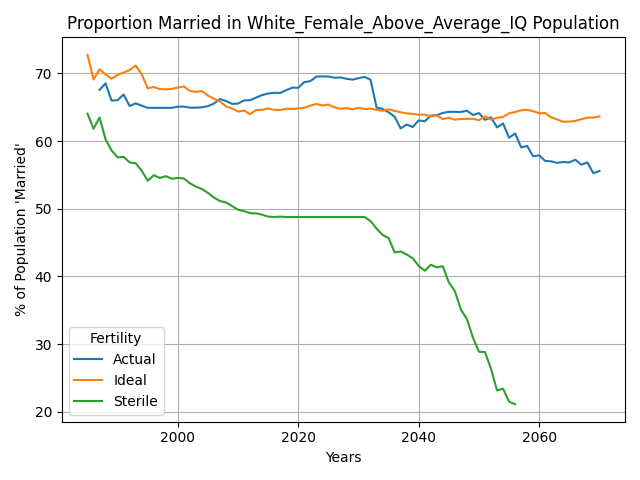 Proportion Married in White_Female_Above_Average_IQ Population
% of Population 'Married'
70
60
50
40
30
20
Fertility
Actual
Ideal
Sterile
2000 2020 2040 2060
Years